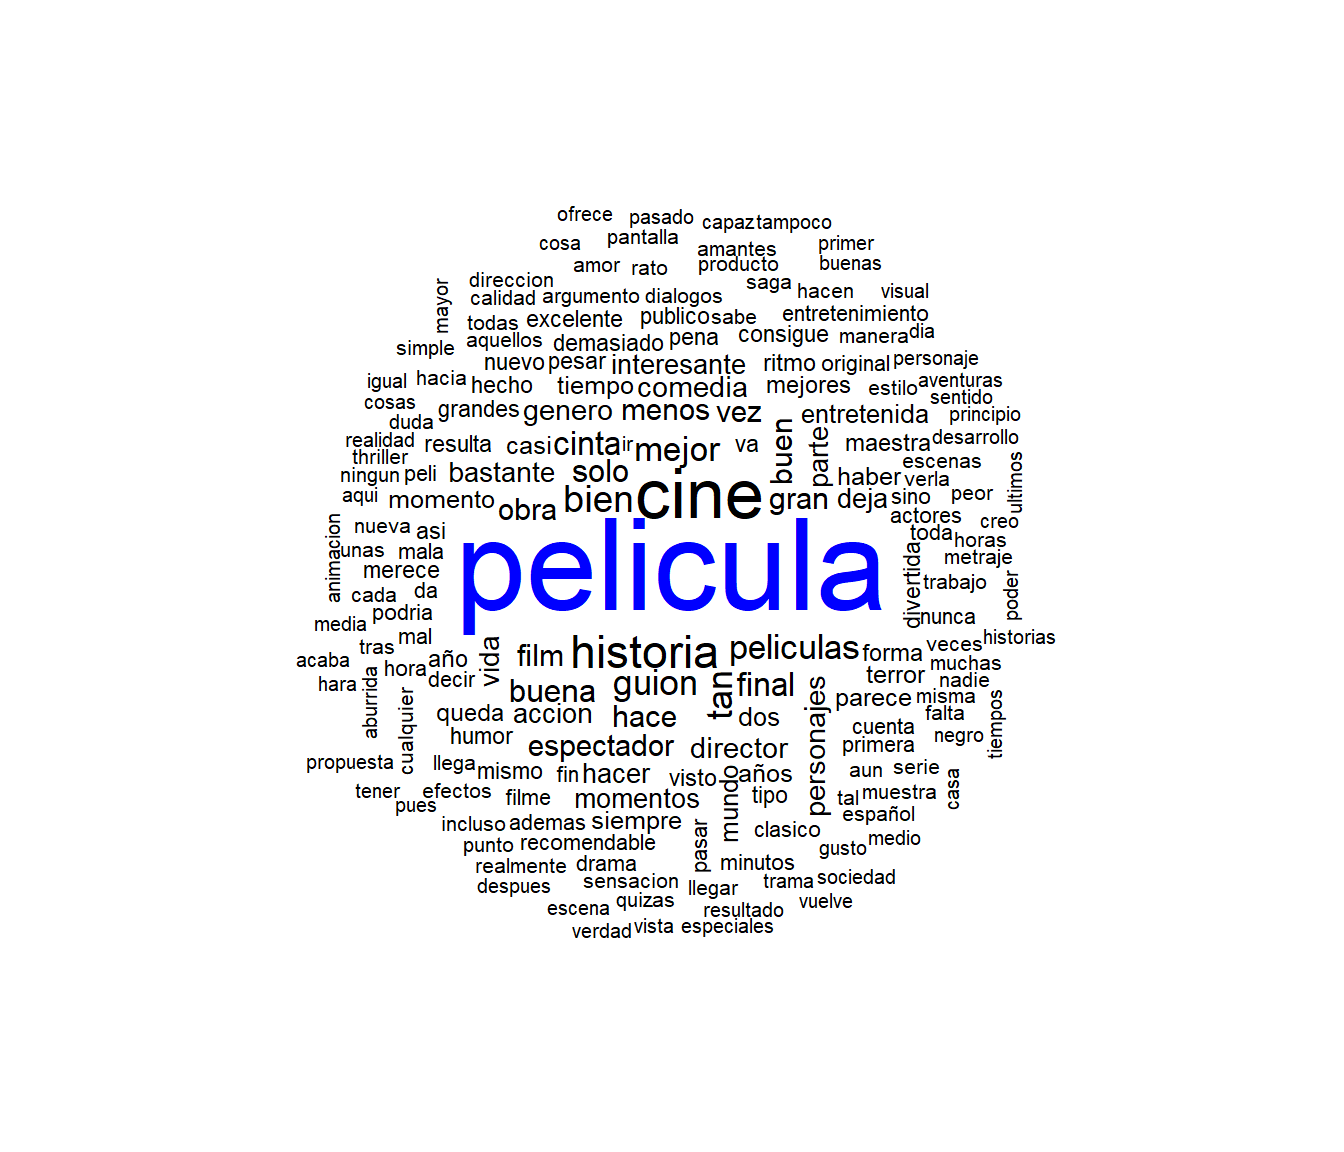 ofrece pasado capaz tampoco
cosa pantalla amantes primer
amor rato producto buenas
direccion saga hacen visual
mayor calidad argumento dialogos
todas excelente publico sabe consigue entretenimiento
simple aquellos demasiado pena manera dia
nuevo pesar interesante ritmo original personaje
igual hacia hecho tiempo comedia mejores estilo aventuras
cosas grandes genero menos vez entretenida sentido principio
duda
realidad resulta casi cinta ir mejor va buen parte maestra desarrollo
thriller
ningun peli bastante solo haber escenas verla ultimos
aqui momento obra bien cine gran deja sino peor
nueva asi actores creo
animacion unas mala pelicula toda horas
merece metraje
cada da divertida trabajo poder
podria nunca
media mal
tras vida film historia peliculas forma veces historias
acaba hora año muchas
hara decir buena guion tan final terror nadie
aburrida cualquier personajes parece misma
queda accion hace dos cuenta falta tiempos
humor espectador director primera negro
propuesta llega mismo fin hacer visto mundo años aun serie casa
tener efectos filme momentos tipo tal muestra
pues español
incluso ademas siempre pasar clasico medio
punto recomendable gusto
realmente drama minutos
despues sensacion llegar trama sociedad
escena quizas resultado vuelve
verdad vista especiales